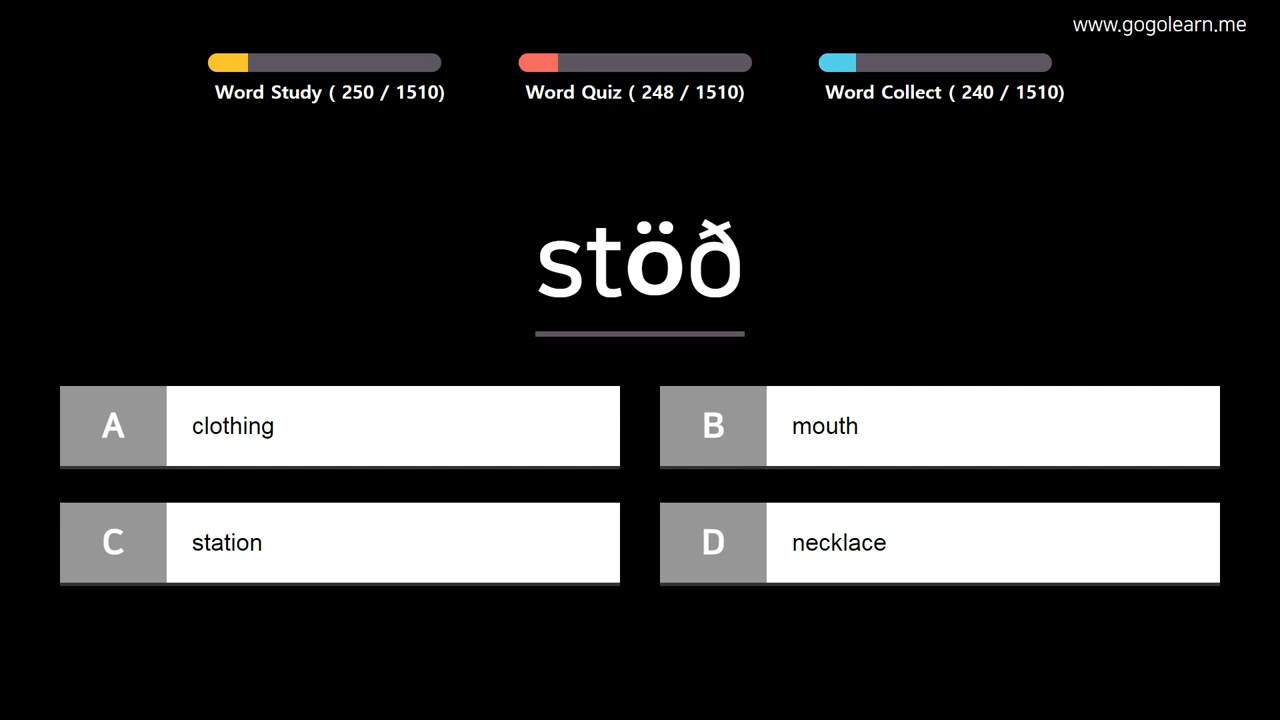 www.gogolearn.me
Word Study ( 250 / 1510)
Word Quiz ( 248 / 1510)
Word Collect ( 240 / 1510)
stöð
A clothing
B mouth
C station
D necklace